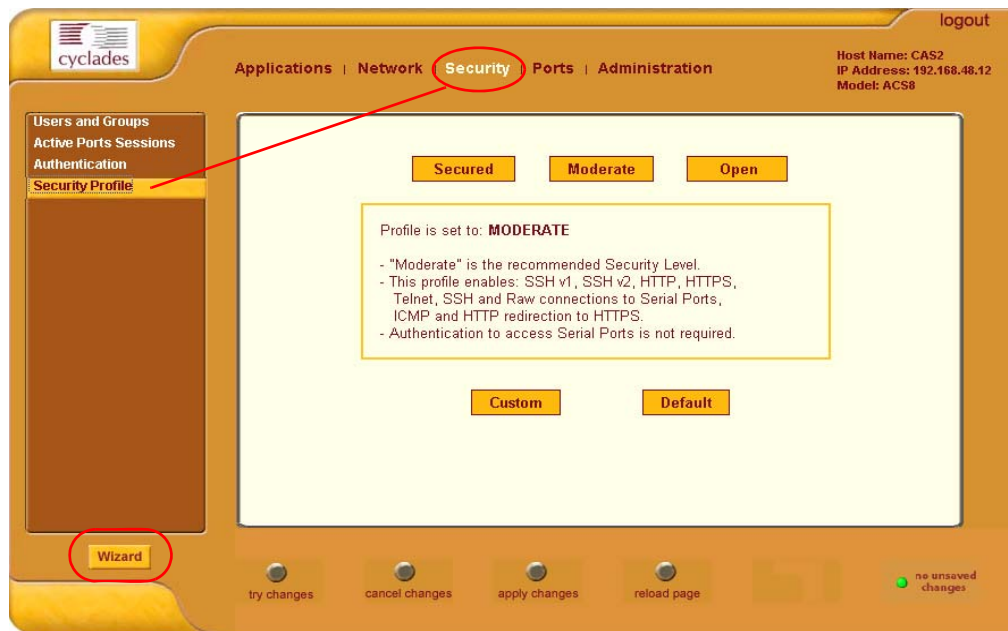 logout
cyclades
Applications | Network | Security | Ports | Administration
Host Name: CAS2
IP Address: 192.168.48.12
Model: ACS8
Users and Groups
Active Ports Sessions
Authentication
Security Profile
Secured
Moderate
Open
Profile is set to: MODERATE
- "Moderate" is the recommended Security Level.
- This profile enables: SSH v1, SSH v2, HTTP, HTTPS,
Telnet, SSH and Raw connections to Serial Ports,
ICMP and HTTP redirection to HTTPS.
- Authentication to access Serial Ports is not required.
Custom
Default
Wizard
try changes
cancel changes
apply changes
reload page
no unsaved
changes